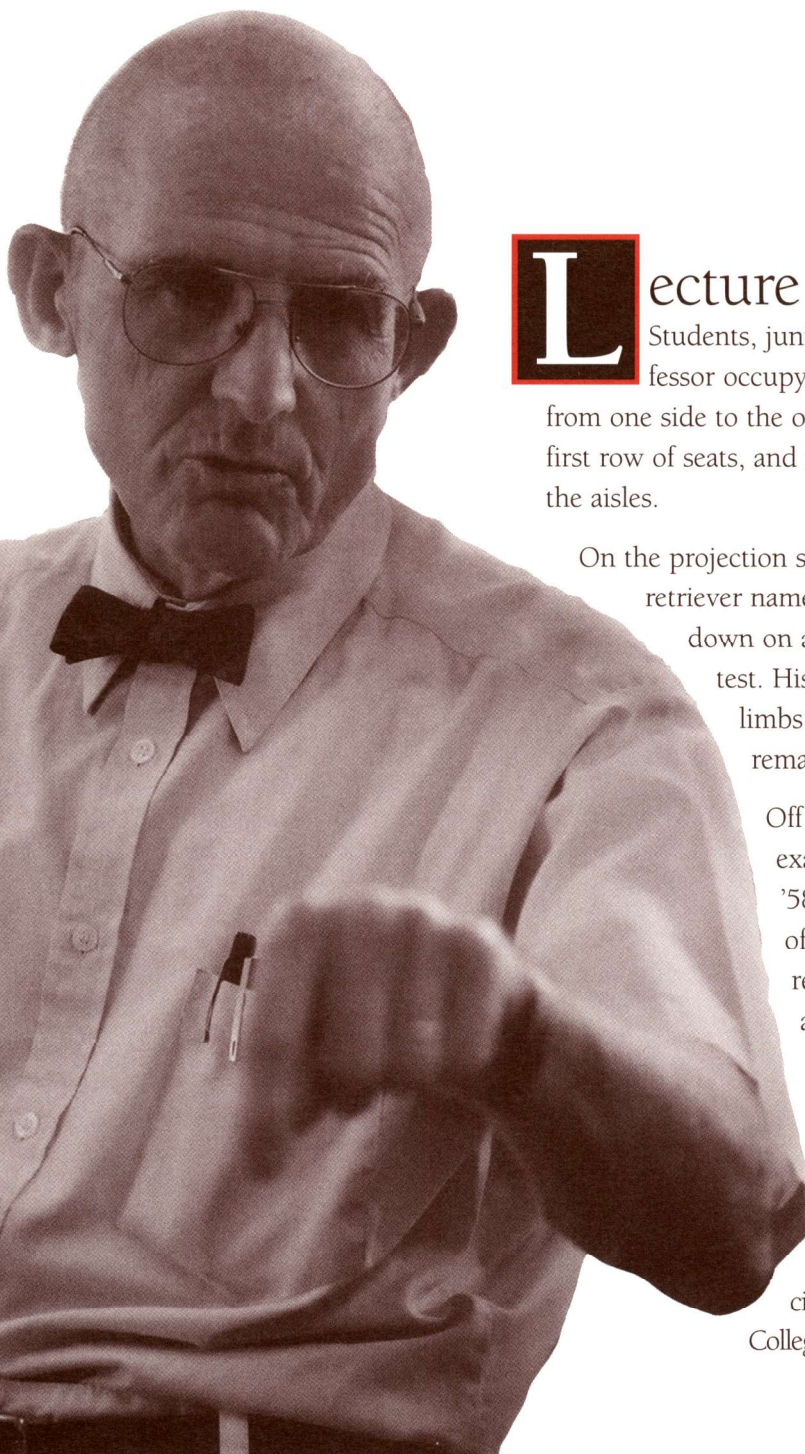 Lecture
Students, jun
fessor occupy
from one side to the o
first row of seats, and
the aisles.
On the projection s
retriever name
down on a
test. His
limbs
rema
Off
exa
'58
of
re
a
ci
Colleg